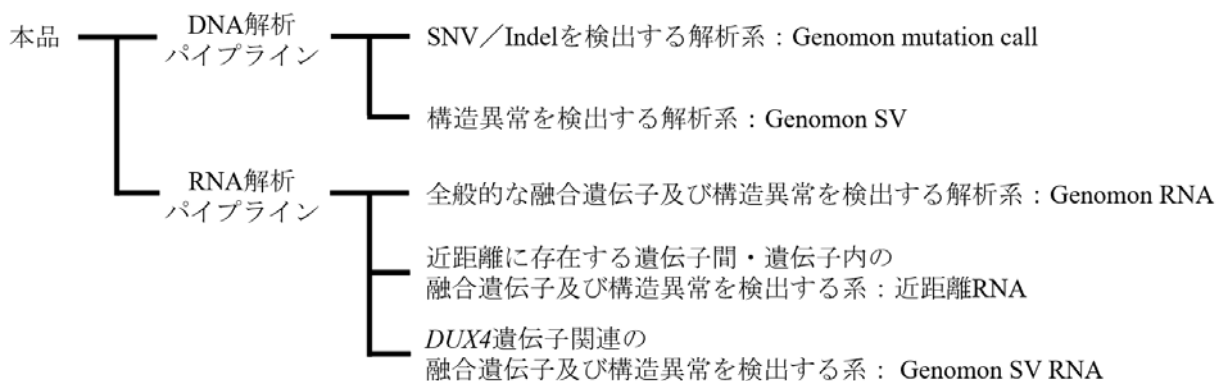 本品
DNA解析
パイプライン
SNV／Indelを検出する解析系：Genomon mutation call
構造異常を検出する解析系：Genomon SV
RNA解析
パイプライン
全般的な融合遺伝子及び構造異常を検出する解析系：Genomon RNA
近距離に存在する遺伝子間・遺伝子内の
融合遺伝子及び構造異常を検出する系：近距離RNA
DUX4遺伝子関連の
融合遺伝子及び構造異常を検出する系： Genomon SV RNA